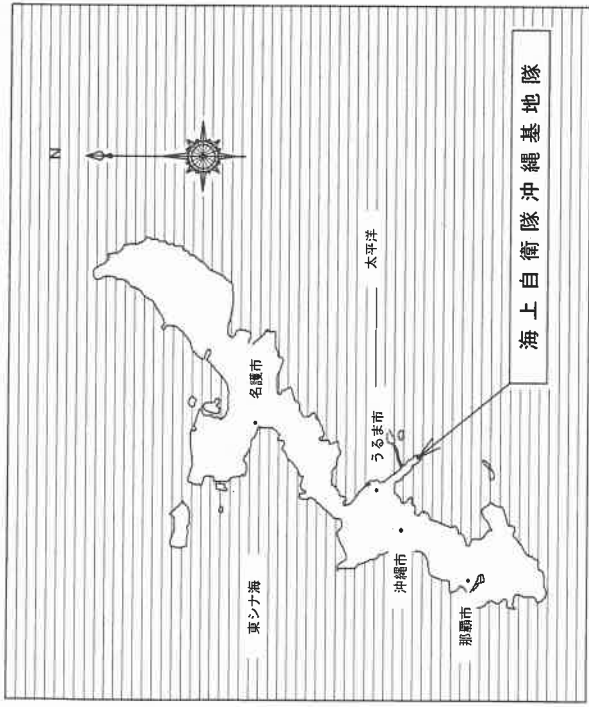 N
名護市
東シナ海
太平洋
うるま市
沖縄市
那覇市
海上自衛隊沖縄基地隊